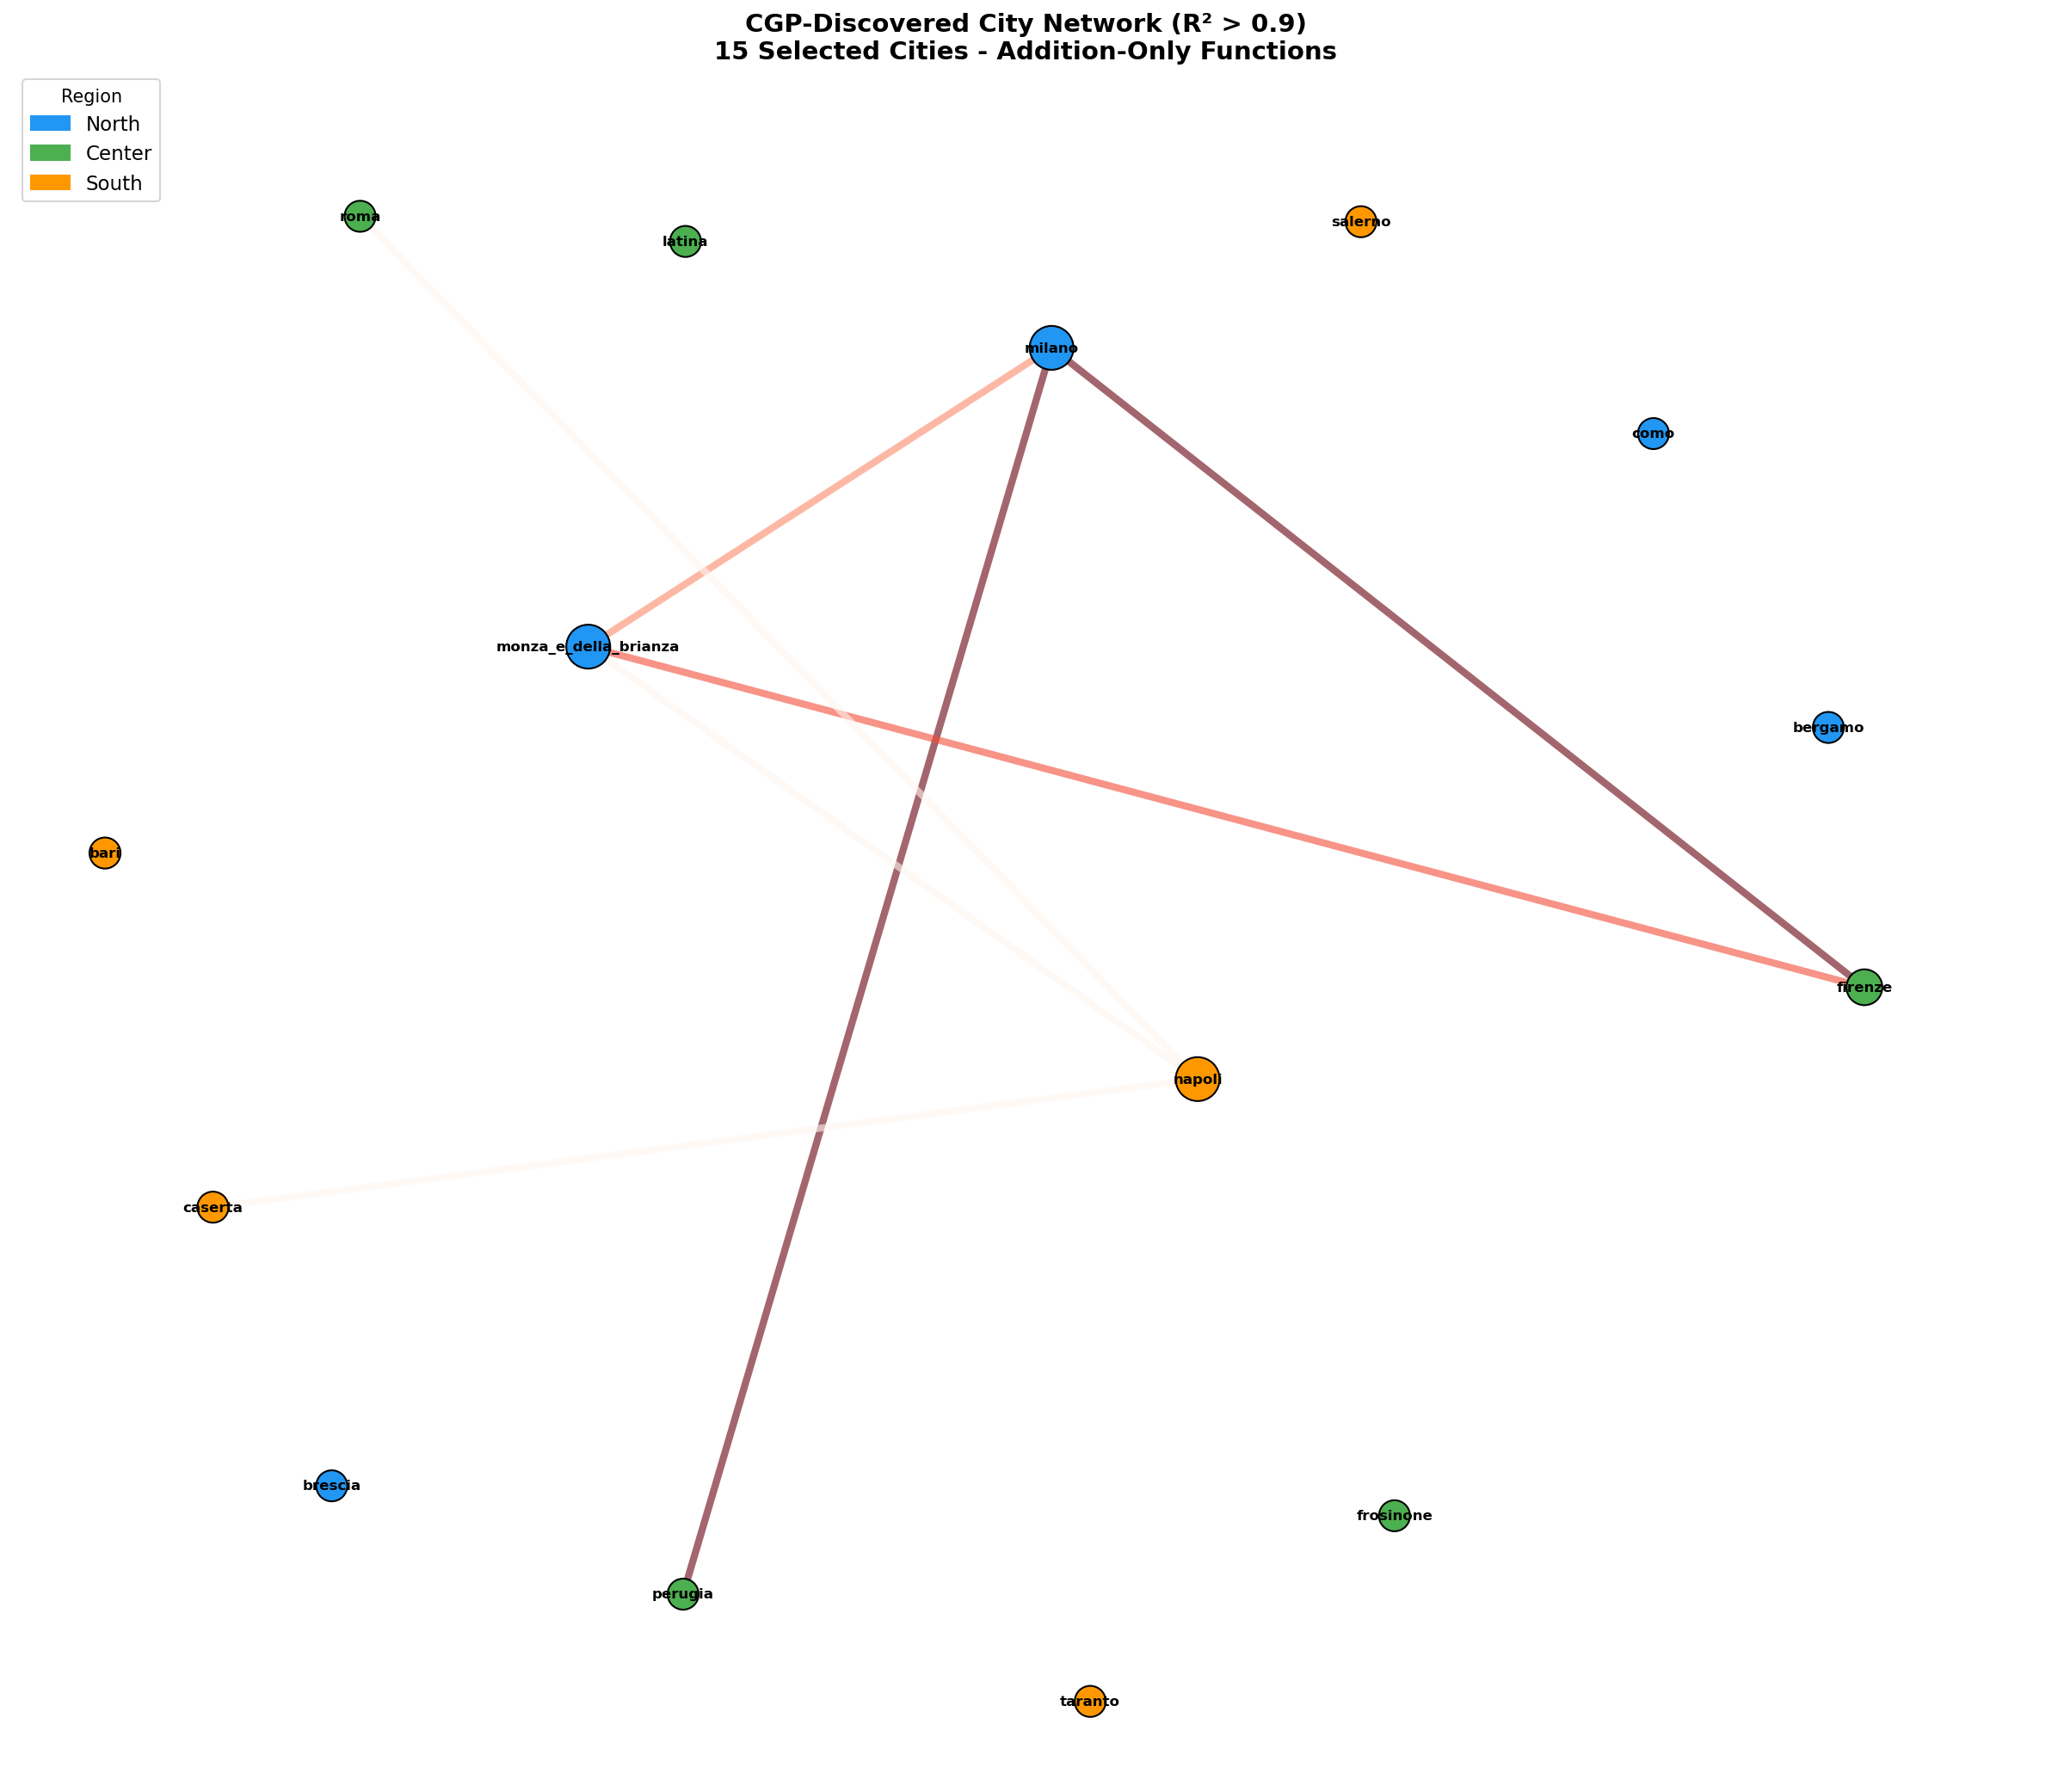 CGP-Discovered City Network (R² > 0.9)
15 Selected Cities - Addition-Only Functions
Region
North
Center
South
roma
latina
salerno
milano
como
monza_e_della_brianza
bergamo
bari
firenze
napoli
caserta
brescia
frosinone
perugia
taranto